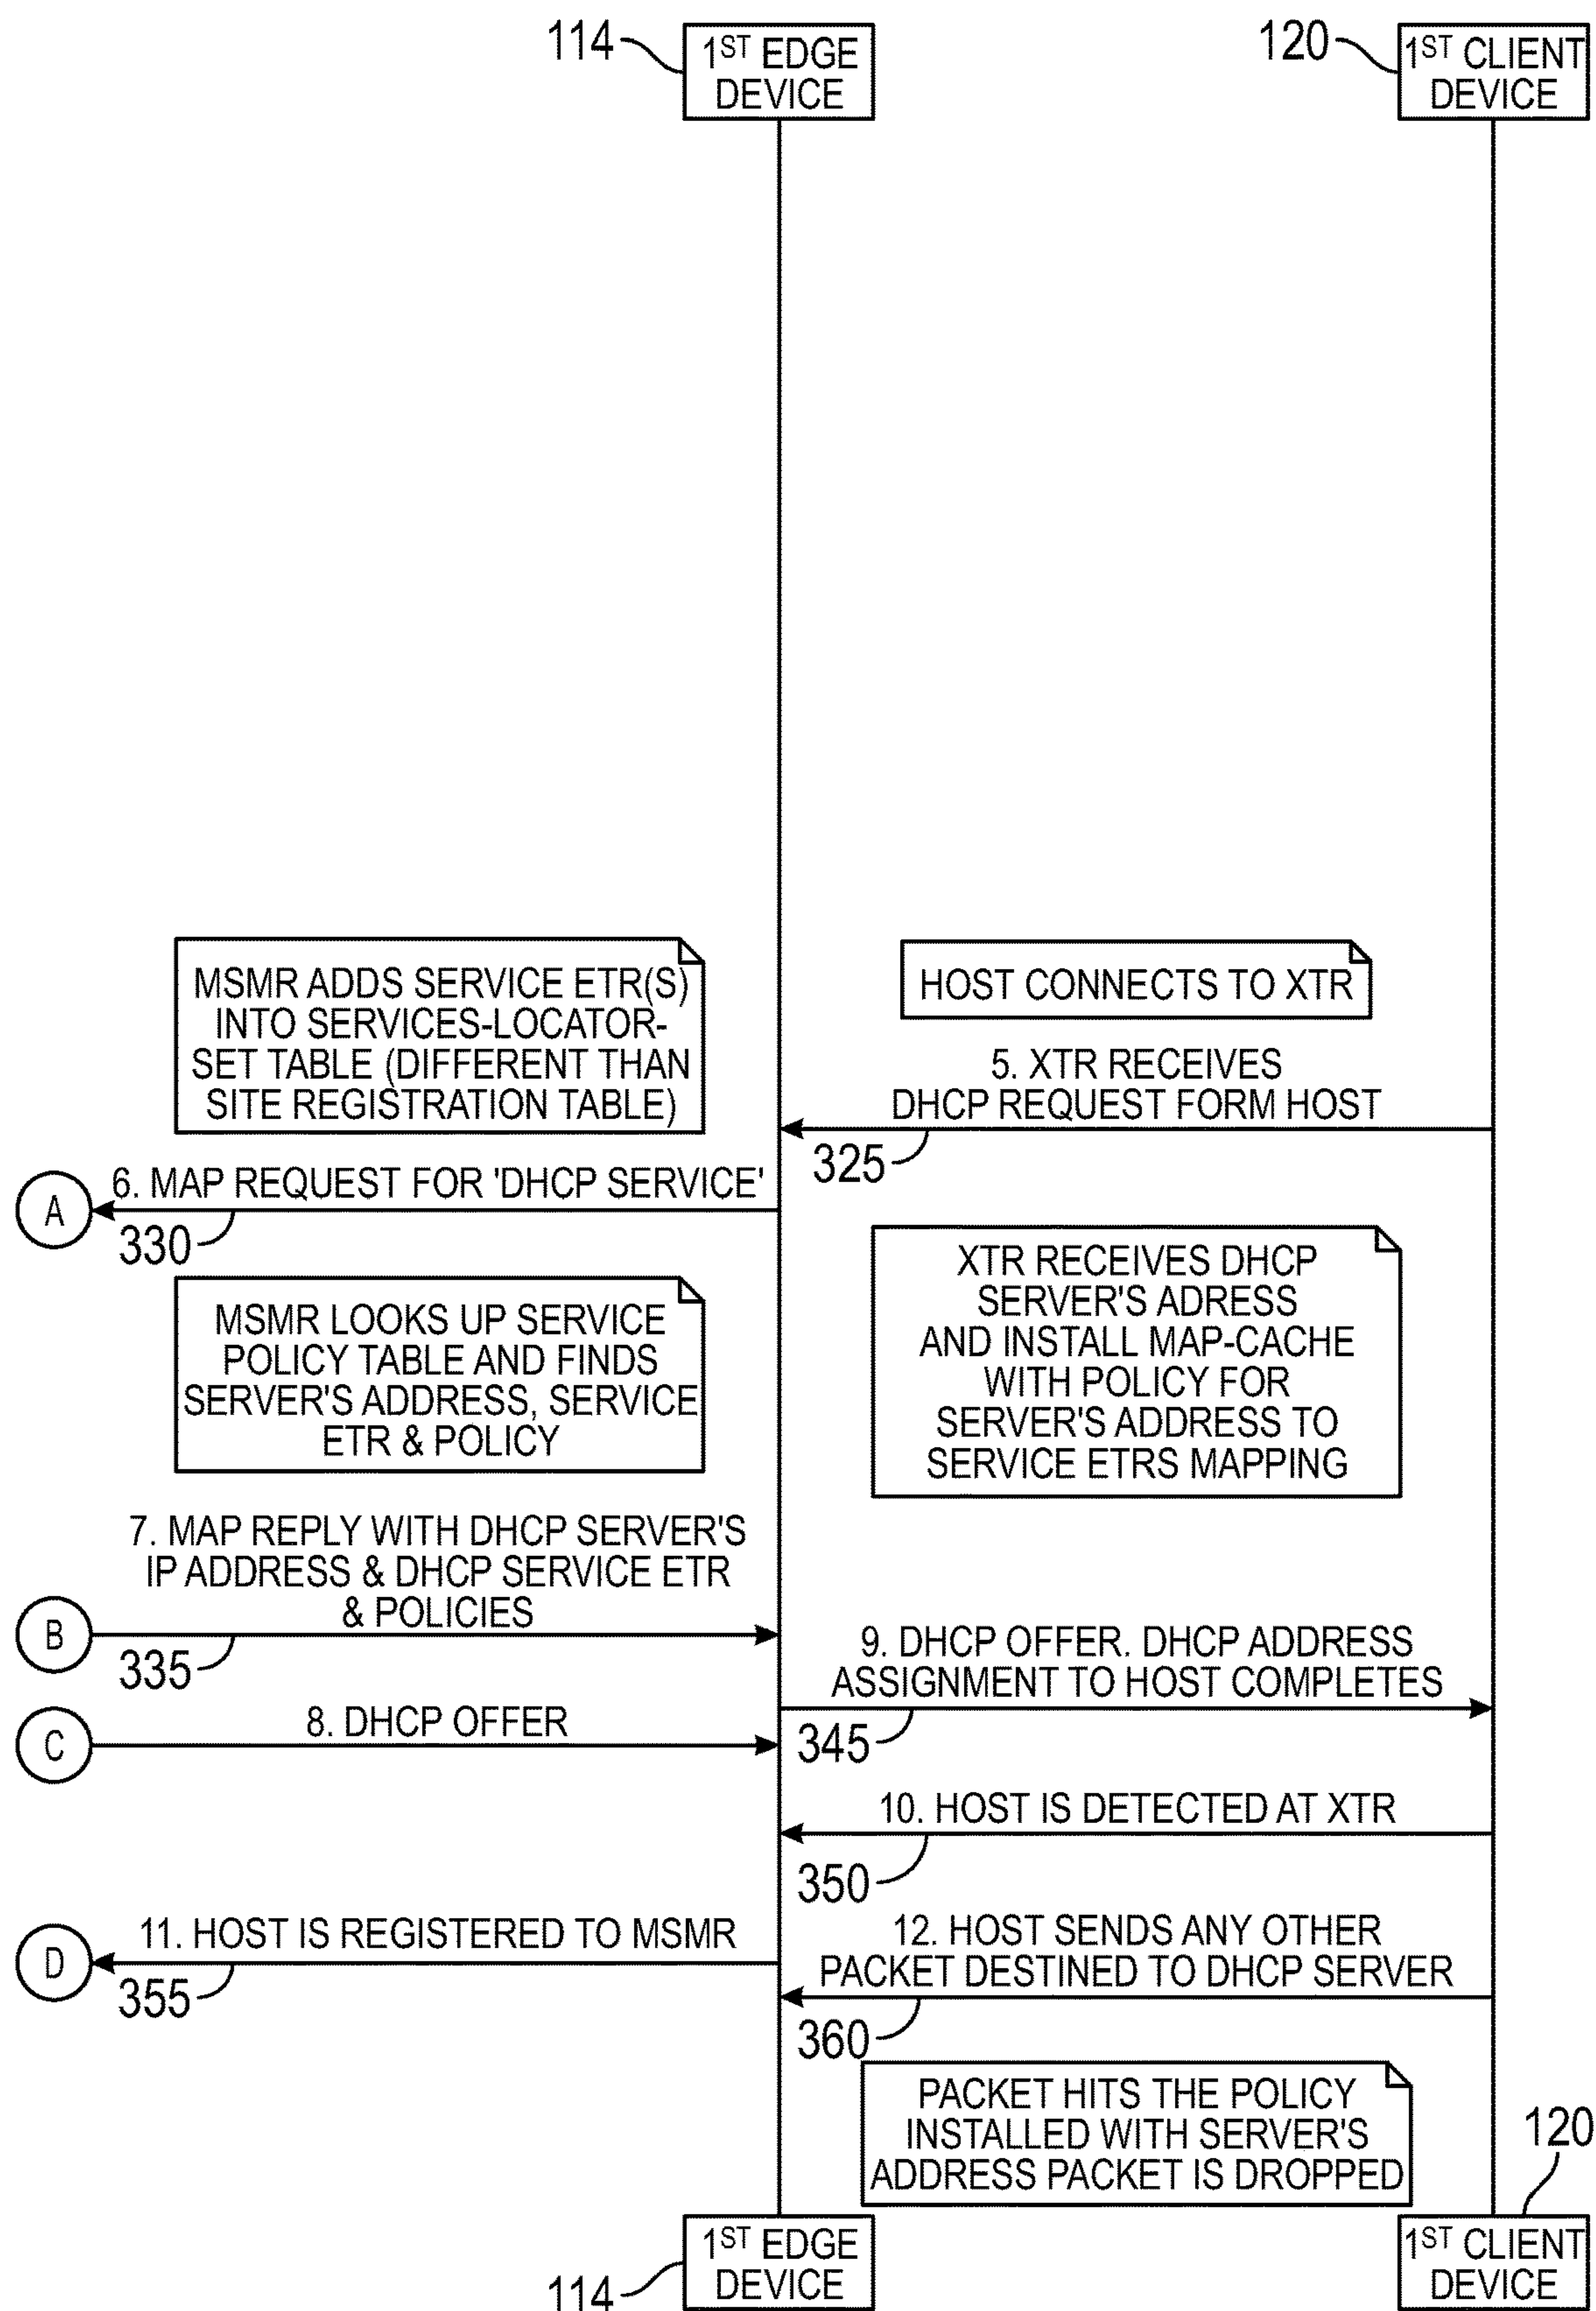 114
1ST EDGE
DEVICE
120
1ST CLIENT
DEVICE
MSMR ADDS SERVICE ETR(S)
INTO SERVICES-LOCATOR-
SET TABLE (DIFFERENT THAN
SITE REGISTRATION TABLE)
HOST CONNECTS TO XTR
5. XTR RECEIVES
DHCP REQUEST FORM HOST
325
A
6. MAP REQUEST FOR 'DHCP SERVICE'
330
MSMR LOOKS UP SERVICE
POLICY TABLE AND FINDS
SERVER'S ADDRESS, SERVICE
ETR & POLICY
XTR RECEIVES DHCP
SERVER'S ADRESS
AND INSTALL MAP-CACHE
WITH POLICY FOR
SERVER'S ADDRESS TO
SERVICE ETRS MAPPING
7. MAP REPLY WITH DHCP SERVER'S
IP ADDRESS & DHCP SERVICE ETR
& POLICIES
B
335
9. DHCP OFFER. DHCP ADDRESS
ASSIGNMENT TO HOST COMPLETES
345
C
8. DHCP OFFER
10. HOST IS DETECTED AT XTR
350
D
11. HOST IS REGISTERED TO MSMR
355
12. HOST SENDS ANY OTHER
PACKET DESTINED TO DHCP SERVER
360
PACKET HITS THE POLICY
INSTALLED WITH SERVER'S
ADDRESS PACKET IS DROPPED
114
1ST EDGE
DEVICE
120
1ST CLIENT
DEVICE